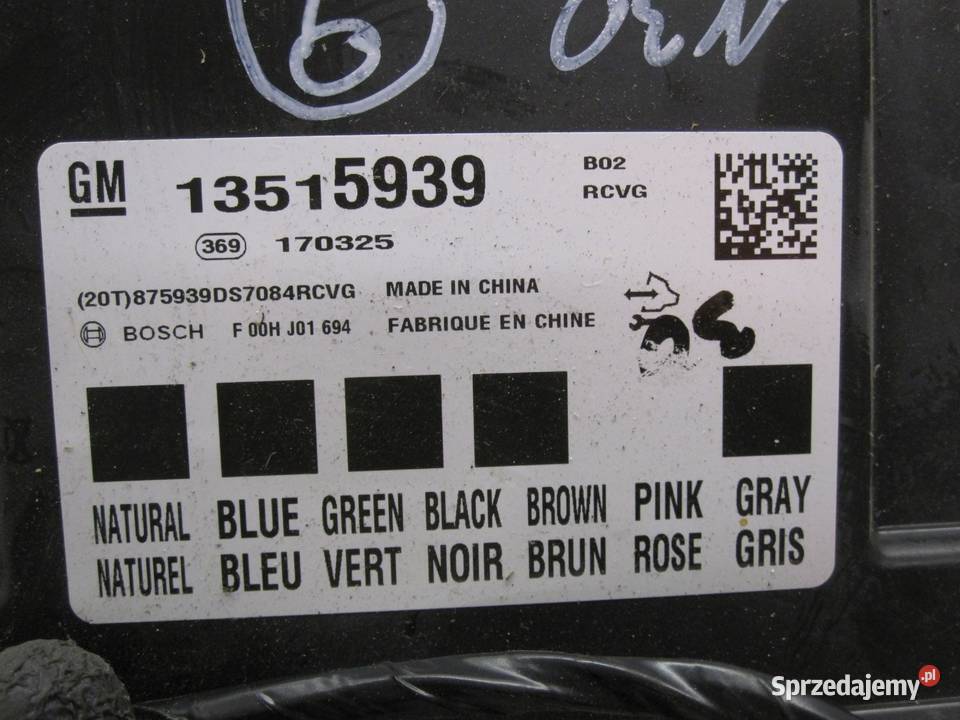 GM 13515939 B02
RCVG
369 170325
(20T)875939DS7084RCVG MADE IN CHINA
BOSCH F 00H J01 694 FABRIQUE EN CHINE
NATURAL BLUE GREEN BLACK BROWN PINK GRAY
NATUREL BLEU VERT NOIR BRUN ROSE GRIS
Sprzedajemy.pl